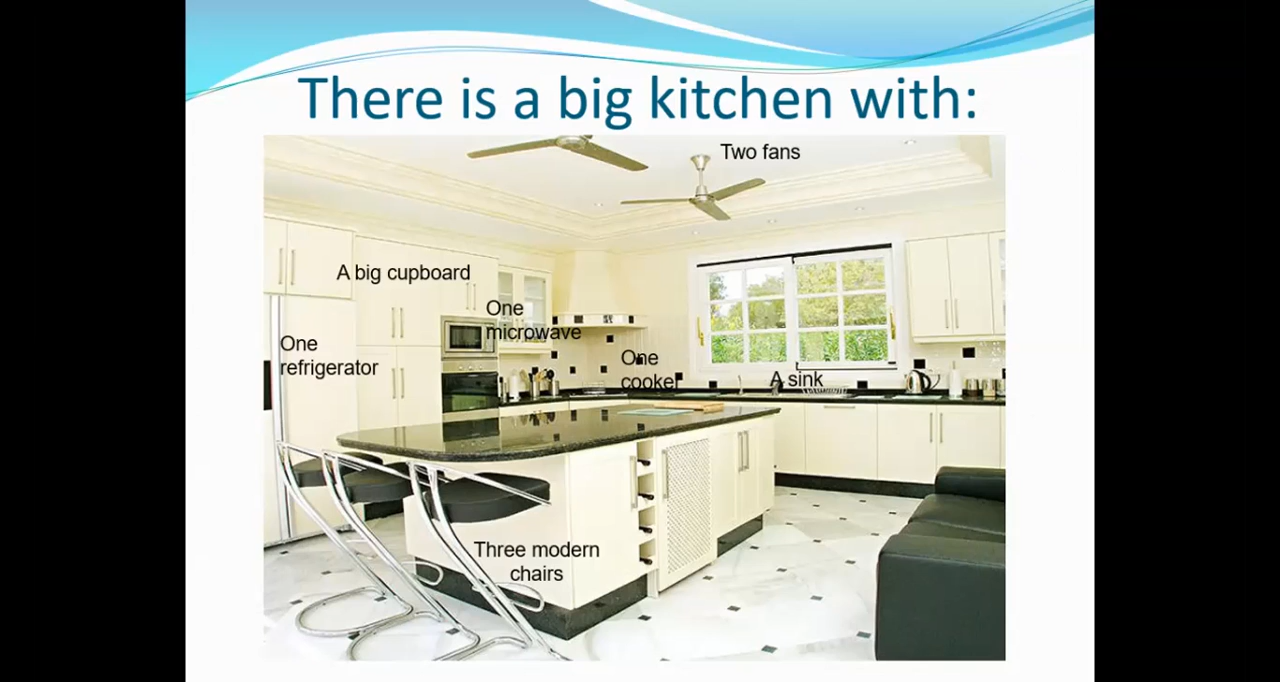 There is a big kitchen with:
Two fans
A big cupboard
One
microwave
One
refrigerator
One
cooker
A sink
Three modern
chairs